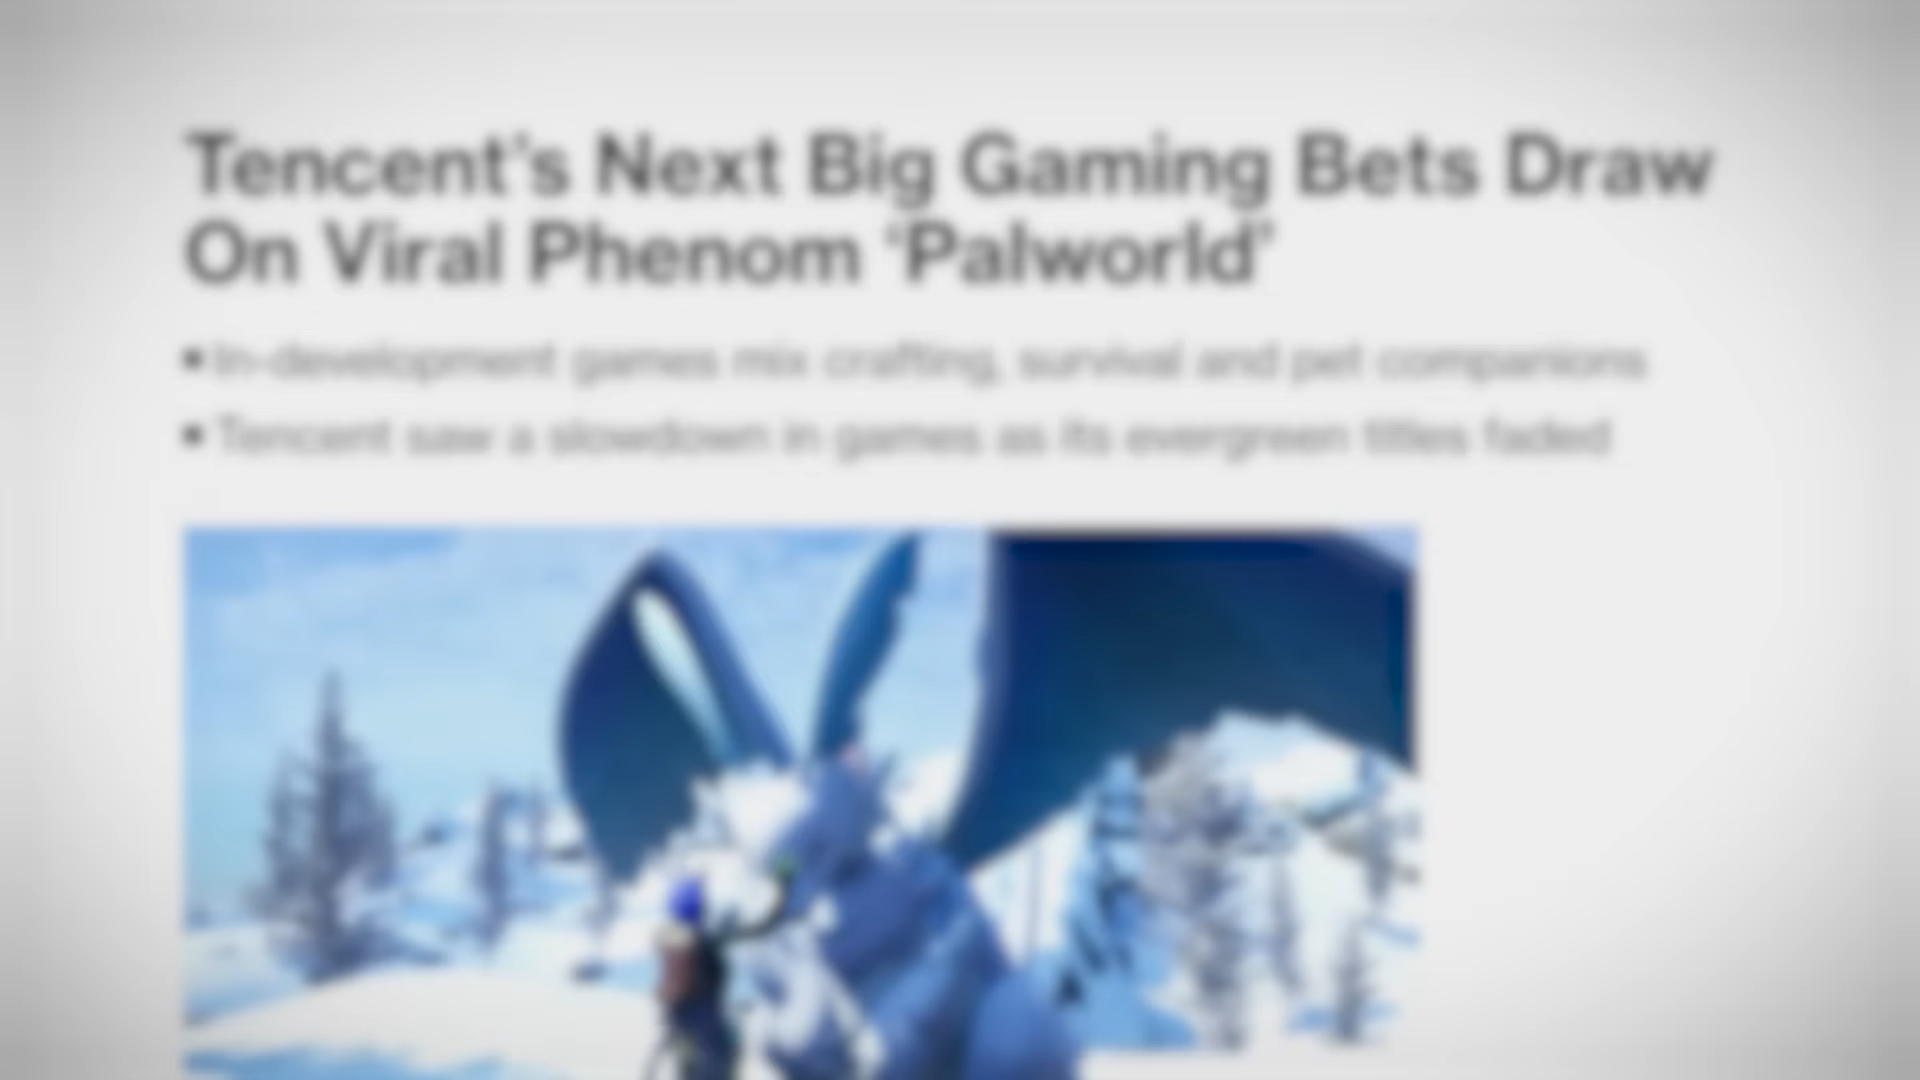 Tencent’s Next Big Gaming Bets Draw
On Viral Phenom ‘Palworld’
▪ In-development games mix crafting, survival and pet companions
▪ Tencent saw a slowdown in games as its evergreen titles faded